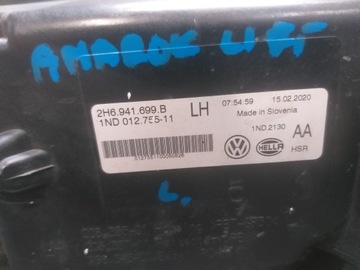 AMAROK LIFT
2H6.941.699.B
LH
07:54:59
15.02.2020
1ND 012.755-11
Made in Slovenia
1ND.2130
AA
HELLA
HSR
L.